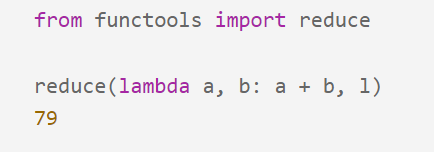 from functools import reduce
reduce(lambda a, b: a + b, l)
79